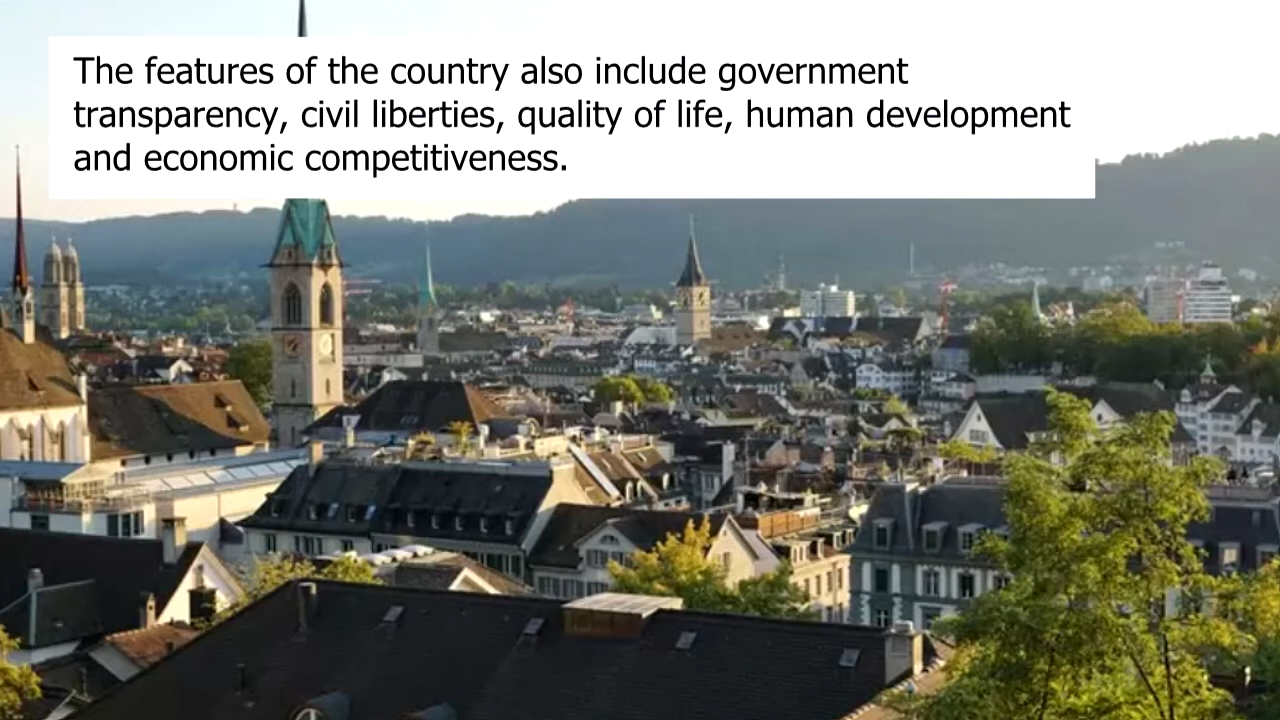 The features of the country also include government
transparency, civil liberties, quality of life, human development
and economic competitiveness.